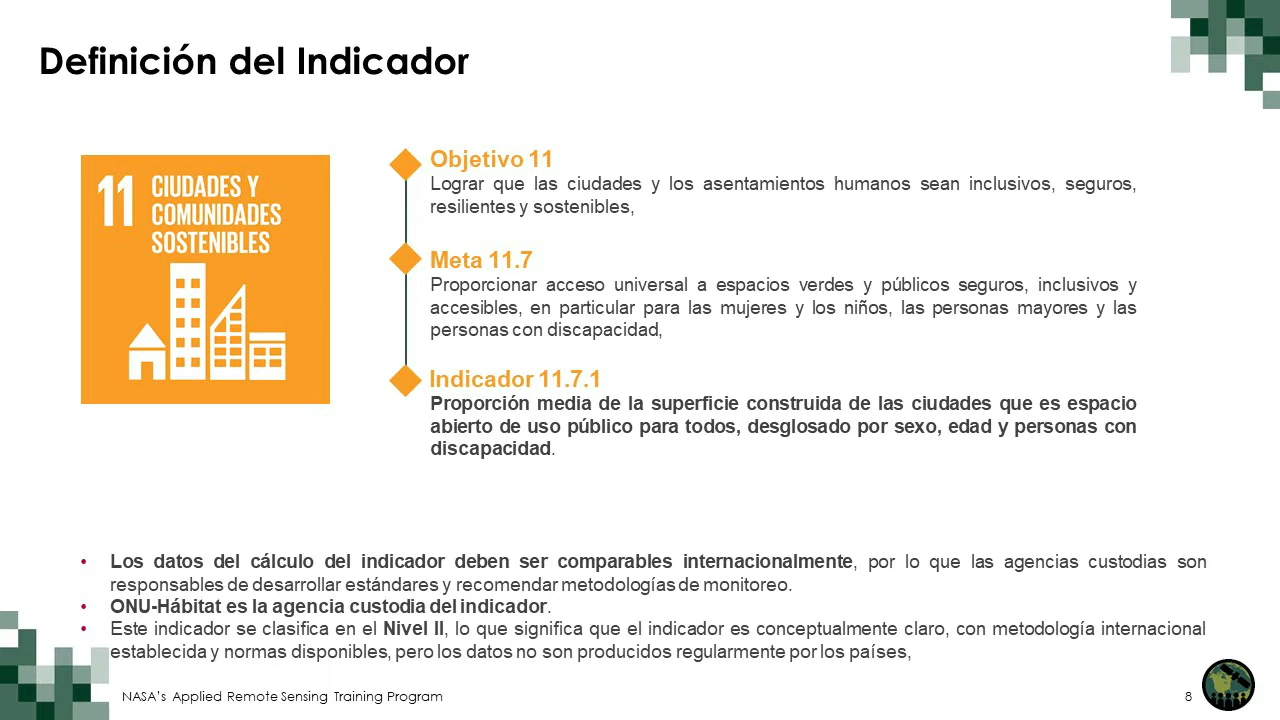 Definición del Indicador
11 CIUDADES Y
COMUNIDADES
SOSTENIBLES
Objetivo 11
Lograr que las ciudades y los asentamientos humanos sean inclusivos, seguros,
resilientes y sostenibles,
Meta 11.7
Proporcionar acceso universal a espacios verdes y públicos seguros, inclusivos y
accesibles, en particular para las mujeres y los niños, las personas mayores y las
personas con discapacidad,
Indicador 11.7.1
Proporción media de la superficie construida de las ciudades que es espacio
abierto de uso público para todos, desglosado por sexo, edad y personas con
discapacidad.
• Los datos del cálculo del indicador deben ser comparables internacionalmente, por lo que las agencias custodias son
responsables de desarrollar estándares y recomendar metodologías de monitoreo.
• ONU-Hábitat es la agencia custodia del indicador.
• Este indicador se clasifica en el Nivel II, lo que significa que el indicador es conceptualmente claro, con metodología internacional
establecida y normas disponibles, pero los datos no son producidos regularmente por los países,
NASA's Applied Remote Sensing Training Program
8